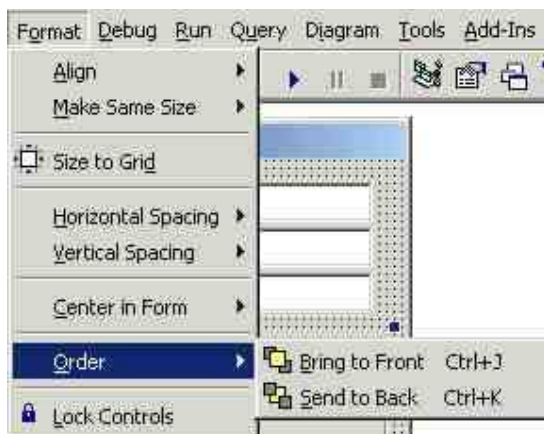 Format Debug Run Query Diagram Tools Add-Ins
Align
Make Same Size
Size to Grid
Horizontal Spacing
Vertical Spacing
Center in Form
Order
Bring to Front Ctrl+J
Send to Back Ctrl+K
Lock Controls